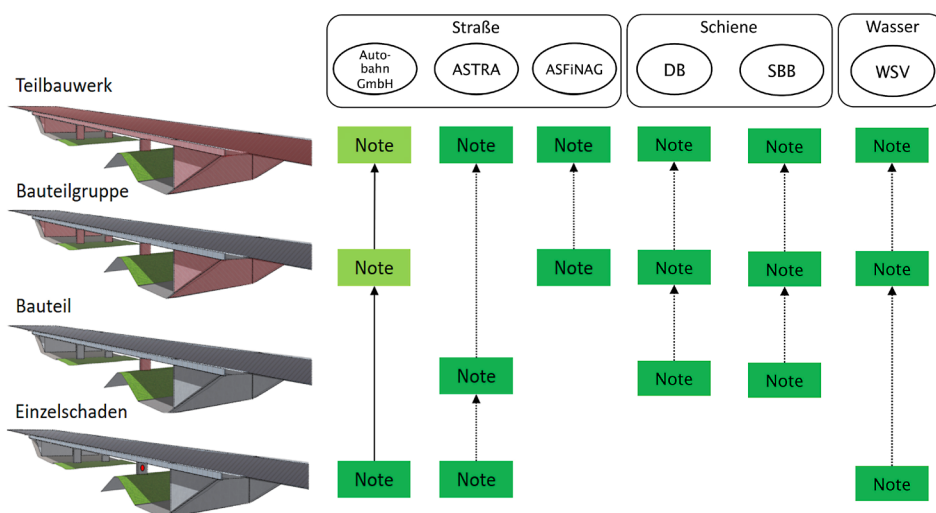 Straße
Schiene
Wasser
Auto-
bahn
GmbH
ASTRA
ASFiNAG
DB
SBB
WSV
Teilbauwerk
Note Note Note Note Note Note
Bauteilgruppe
Note Note Note Note Note
Bauteil
Note Note Note
Einzelschaden
Note Note Note